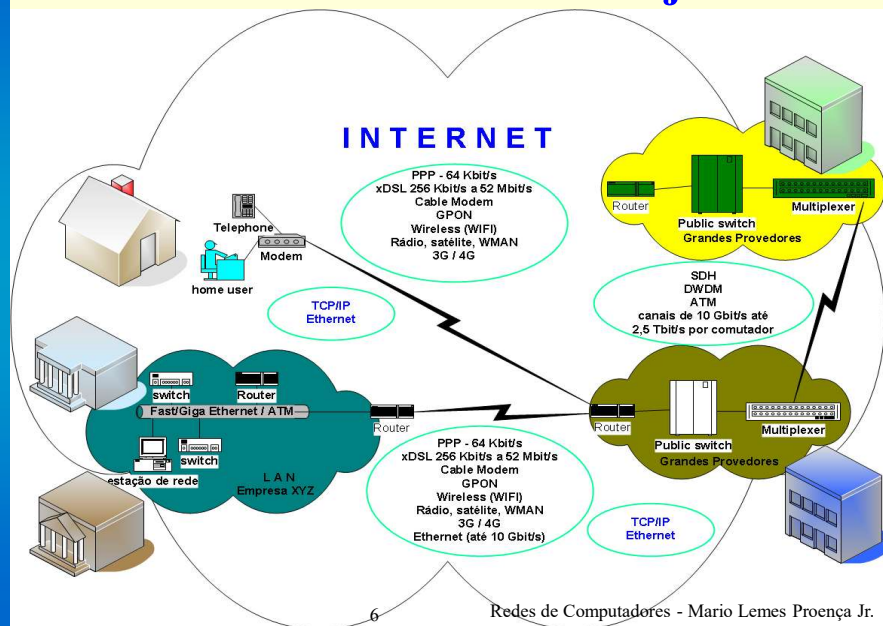 INTERNET
PPP - 64 Kbit/s
xDSL 256 Kbit/s a 52 Mbit/s
Cable Modem
GPON
Wireless (WIFI)
Rádio, satélite, WMAN
3G / 4G
Telephone
Modem
home user
TCP/IP
Ethernet
Router
Public switch
Multiplexer
Grandes Provedores
SDH
DWDM
ATM
canais de 10 Gbit/s até
2,5 Tbit/s por comutador
switch
Router
Fast/Giga Ethernet / ATM
switch
estação de rede
L A N
Empresa XYZ
Router
PPP - 64 Kbit/s
xDSL 256 Kbit/s a 52 Mbit/s
Cable Modem
GPON
Wireless (WIFI)
Rádio, satélite, WMAN
3G / 4G
Ethernet (até 10 Gbit/s)
Router
Public switch
Multiplexer
Grandes Provedores
TCP/IP
Ethernet
6
Redes de Computadores - Mario Lemes Proença Jr.